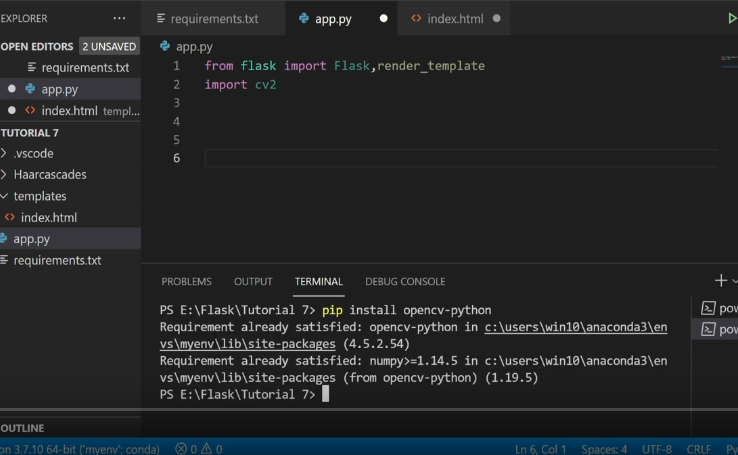 EXPLORER
···
requirements.txt
app.py
index.html
OPEN EDITORS
2 UNSAVED
requirements.txt
app.py
index.html templ...
TUTORIAL 7
.vscode
Haarcascades
templates
index.html
app.py
requirements.txt
OUTLINE
app.py
1 from flask import Flask,render_template
2 import cv2
3
4
5
6
PROBLEMS
OUTPUT
TERMINAL
DEBUG CONSOLE
PS E:\Flask\Tutorial 7> pip install opencv-python
Requirement already satisfied: opencv-python in c:\users\win10\anaconda3\en
vs\myenv\lib\site-packages (4.5.2.54)
Requirement already satisfied: numpy>=1.14.5 in c:\users\win10\anaconda3\en
vs\myenv\lib\site-packages (from opencv-python) (1.19.5)
PS E:\Flask\Tutorial 7>
pow
pow
on 3.7.10 64-bit ('myenv': conda)
0
0
Ln 6, Col 1
Spaces: 4
UTF-8
CRLF
Py